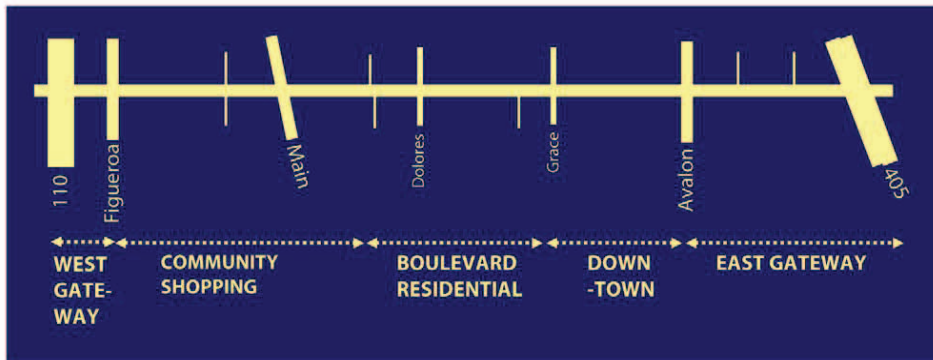 110
Figueroa
Main
Dolores
Grace
Avalon
405
WEST
GATE-
WAY
COMMUNITY
SHOPPING
BOULEVARD
RESIDENTIAL
DOWN
-TOWN
EAST GATEWAY